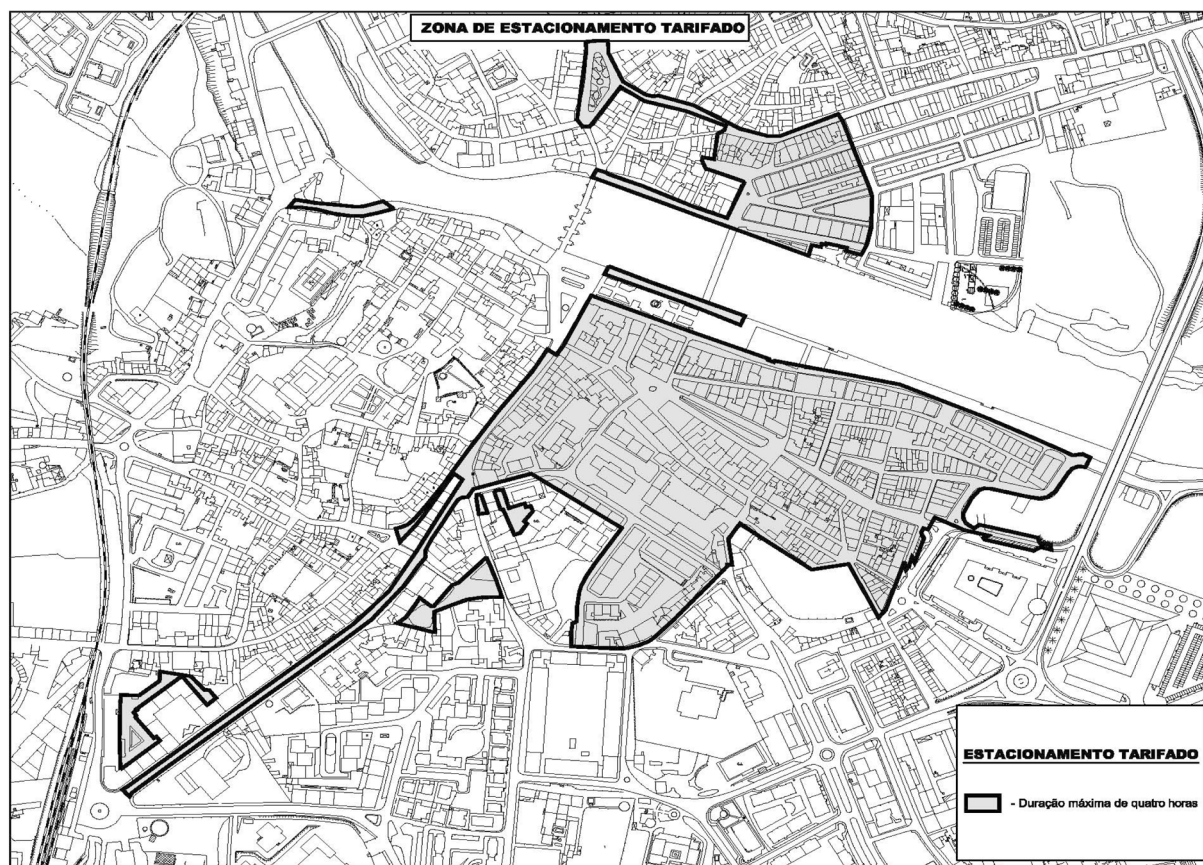 ZONA DE ESTACIONAMENTO TARIFADO
ESTACIONAMENTO TARIFADO
- Duração máxima de quatro horas